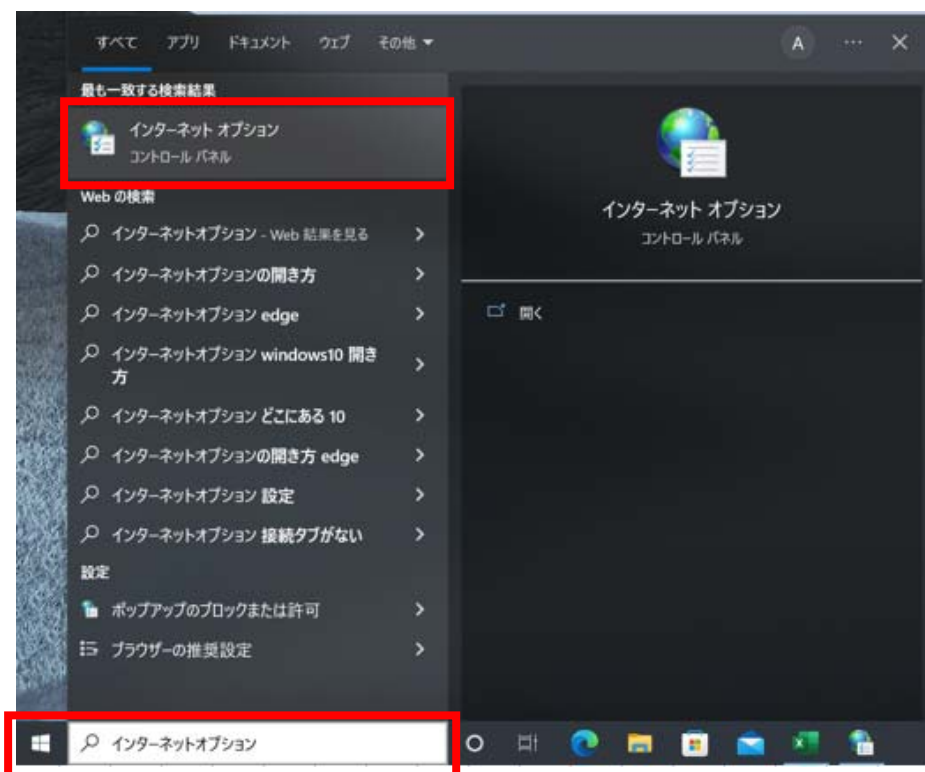 すべて アプリ ドキュメント ウェブ その他 A
最も一致する検索結果
インターネット オプション
コントロール パネル
Web の検索
インターネットオプション - Web 結果を見る
インターネットオプションの開き方
インターネットオプション edge
インターネットオプション windows10 開き
方
インターネットオプション どこにある 10
インターネットオプションの開き方 edge
インターネットオプション 設定
インターネットオプション 接続タブがない
設定
ポップアップのブロックまたは許可
ブラウザーの推奨設定
インターネット オプション
コントロール パネル
開く
インターネットオプション